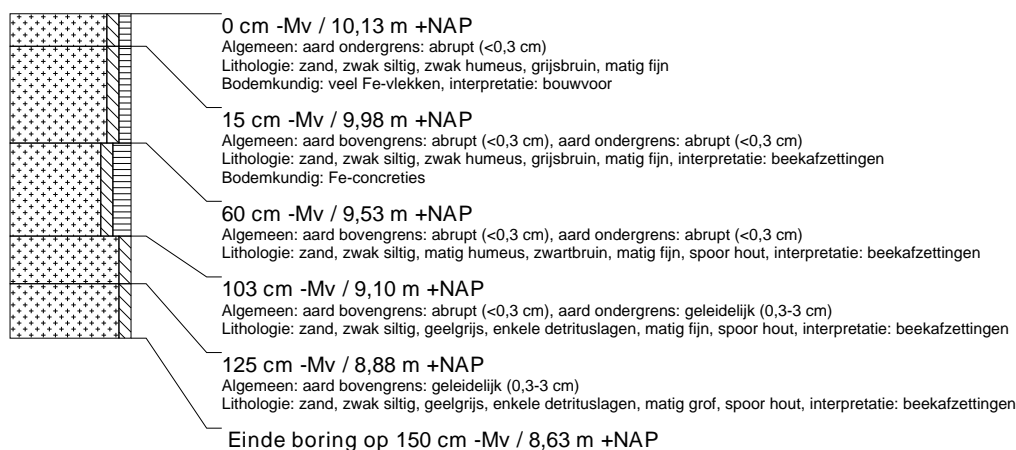 0 cm -Mv / 10,13 m +NAP
Algemeen: aard ondergrens: abrupt (<0,3 cm)
Lithologie: zand, zwak siltig, zwak humeus, grijsbruin, matig fijn
Bodemkundig: veel Fe-vlekken, interpretatie: bouwvoor
15 cm -Mv / 9,98 m +NAP
Algemeen: aard bovengrens: abrupt (<0,3 cm), aard ondergrens: abrupt (<0,3 cm)
Lithologie: zand, zwak siltig, zwak humeus, grijsbruin, matig fijn, interpretatie: beekafzettingen
Bodemkundig: Fe-concreties
60 cm -Mv / 9,53 m +NAP
Algemeen: aard bovengrens: abrupt (<0,3 cm), aard ondergrens: abrupt (<0,3 cm)
Lithologie: zand, zwak siltig, matig humeus, zwartbruin, matig fijn, spoor hout, interpretatie: beekafzettingen
103 cm -Mv / 9,10 m +NAP
Algemeen: aard bovengrens: abrupt (<0,3 cm), aard ondergrens: geleidelijk (0,3-3 cm)
Lithologie: zand, zwak siltig, geelgrijs, enkele detrituslagen, matig fijn, spoor hout, interpretatie: beekafzettingen
125 cm -Mv / 8,88 m +NAP
Algemeen: aard bovengrens: geleidelijk (0,3-3 cm)
Lithologie: zand, zwak siltig, geelgrijs, enkele detrituslagen, matig grof, spoor hout, interpretatie: beekafzettingen
Einde boring op 150 cm -Mv / 8,63 m +NAP